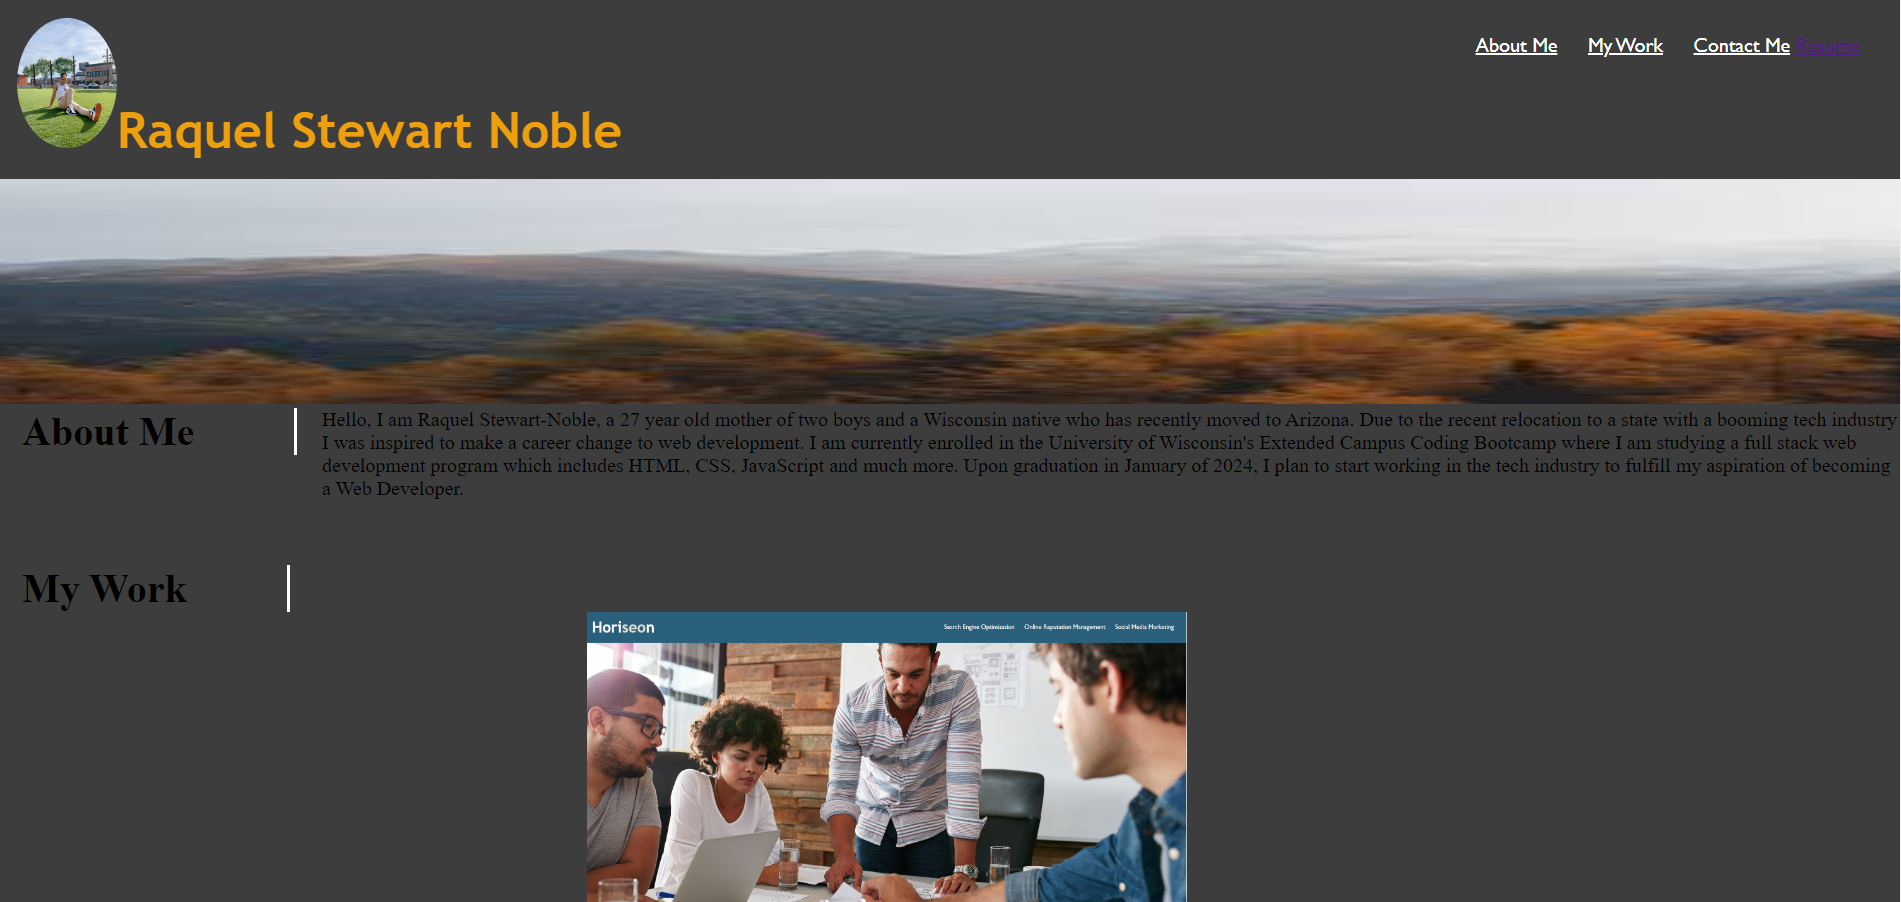 About Me My Work Contact Me Resume
Raquel Stewart Noble
About Me
Hello, I am Raquel Stewart-Noble, a 27 year old mother of two boys and a Wisconsin native who has recently moved to Arizona. Due to the recent relocation to a state with a booming tech industry
I was inspired to make a career change to web development. I am currently enrolled in the University of Wisconsin's Extended Campus Coding Bootcamp where I am studying a full stack web
development program which includes HTML, CSS, JavaScript and much more. Upon graduation in January of 2024, I plan to start working in the tech industry to fulfill my aspiration of becoming
a Web Developer.
My Work
Horiseon
Search Engine Optimization Online Reputation Management Social Media Marketing